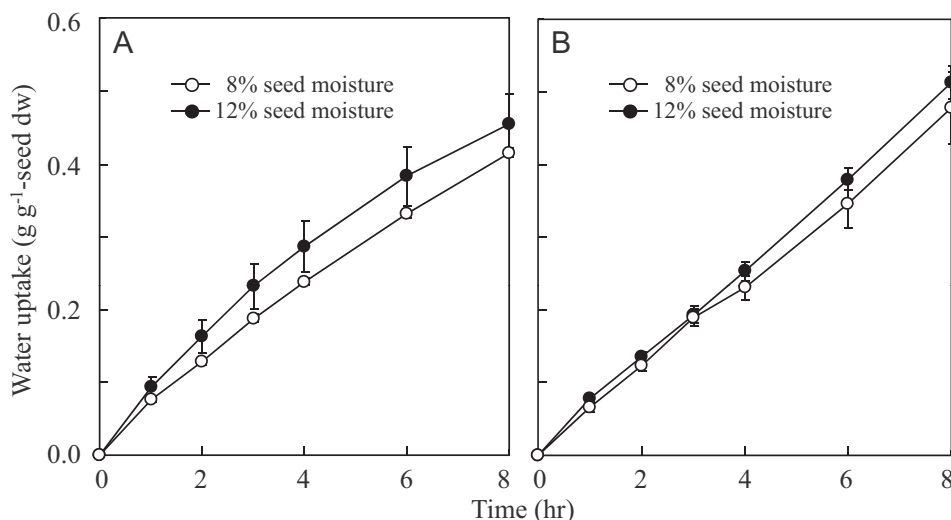 A
8% seed moisture
12% seed moisture
B
8% seed moisture
12% seed moisture
Water uptake (g g⁻¹-seed dw)
0.6
0.4
0.2
0.0
0 2 4 6 8
0 2 4 6 8
Time (hr)